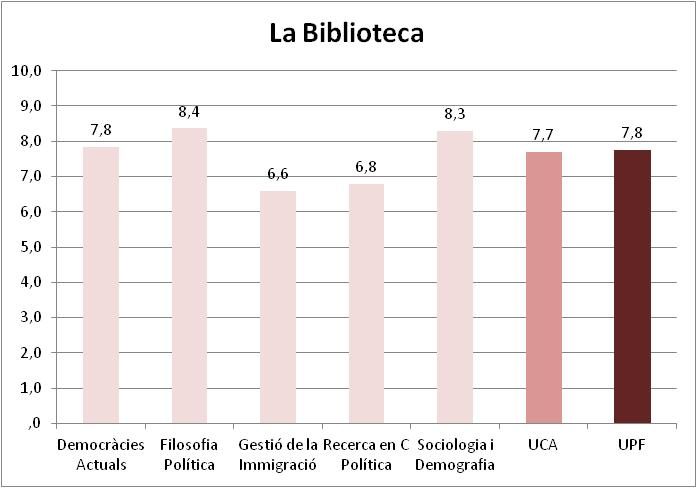 La Biblioteca
10,0
9,0
8,0
7,0
6,0
5,0
4,0
3,0
2,0
1,0
,0
7,8
8,4
6,6
6,8
8,3
7,7
7,8
Democràcies
Actuals
Filosofia
Política
Gestió de la
Immigració
Recerca en C
Política
Sociologia i
Demografia
UCA
UPF